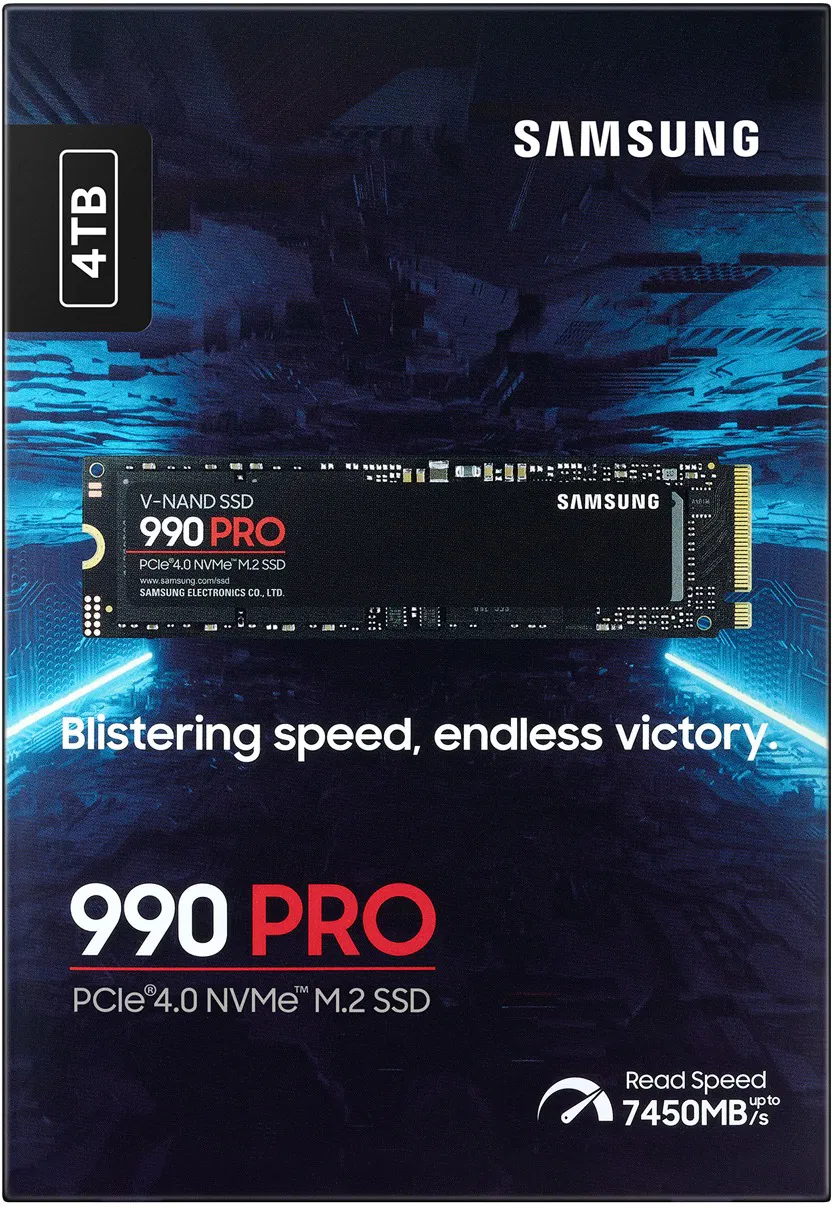 SAMSUNG
4TB
V-NAND SSD
990 PRO
PCIe®4.0 NVMe™ M.2 SSD
www.samsung.com/ssd
SAMSUNG ELECTRONICS CO., LTD.
SAMSUNG
Blistering speed, endless victory.
990 PRO
PCIe®4.0 NVMe™ M.2 SSD
Read Speed
up to
7450MB/s